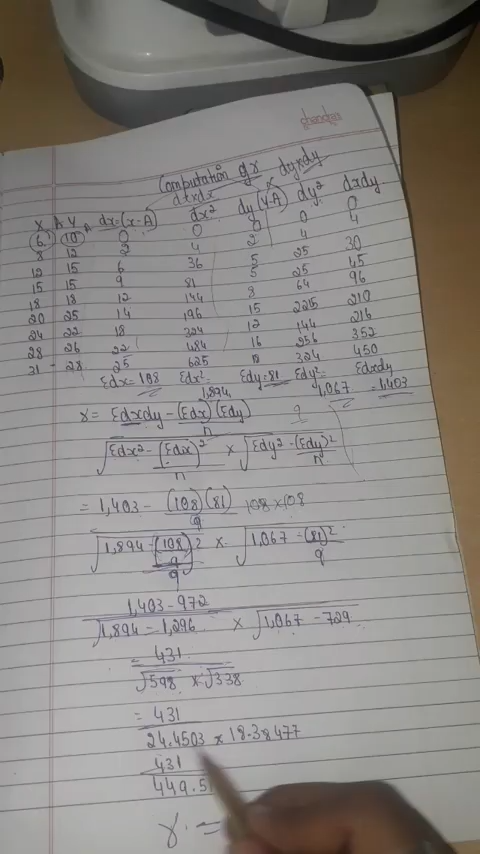 Computation of r
dxxdx dyxdy
X A Y A dx=(x-A) dx² dy (Y-A) dy² dxdy
6 10 0 0 0 0 0
8 12 2 4 2 4 4
12 15 6 36 5 25 30
15 15 9 81 5 25 45
18 18 12 144 8 64 96
20 25 14 196 15 225 210
24 22 18 324 12 144 216
28 26 22 484 16 256 352
31 28 25 625 18 324 450
Σdx=108 Σdx²= 1,894 Σdy=81 Σdy²= 1,067 Σdxdy =1,403
r = Σdxdy - (Σdx)(Σdy) 9
n
√Σdx² - (Σdx)² × √Σdy² - (Σdy)²
n n
= 1,403 - (108)(81) 108×108
9
√1,894 - (108)² × √1,067 - (81)²
9 9
1,403-972
√1,894 - 1,296 × √1,067 - 729
= 431
√598 × √338
= 431
24.4503 × 18.38477
431
449.51
r =